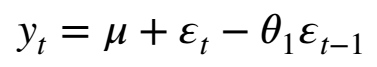 y_t = μ + ε_t − θ_1ε_{t−1}